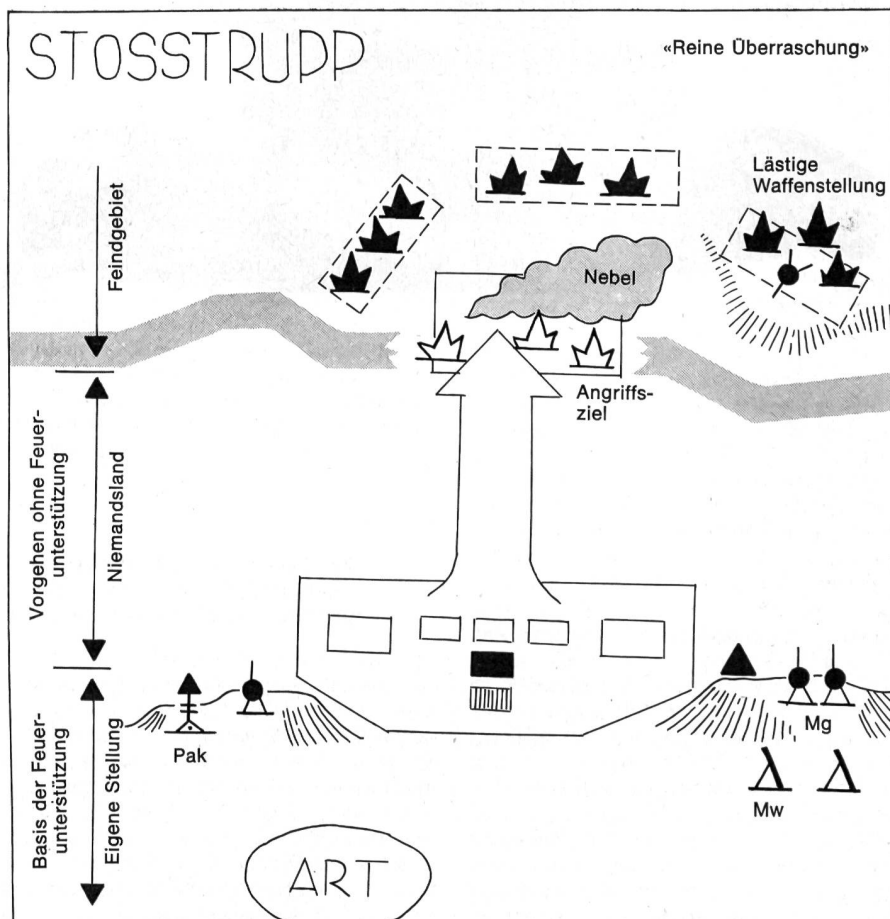 STOSSTRUPP
«Reine Überraschung»
Lästige
Waffenstellung
Feindgebiet
Nebel
Angriffs-
ziel
Vorgehen ohne Feuer-
unterstützung
Niemandsland
Basis der Feuer-
unterstützung
Eigene Stellung
Pak
Mg
Mw
ART